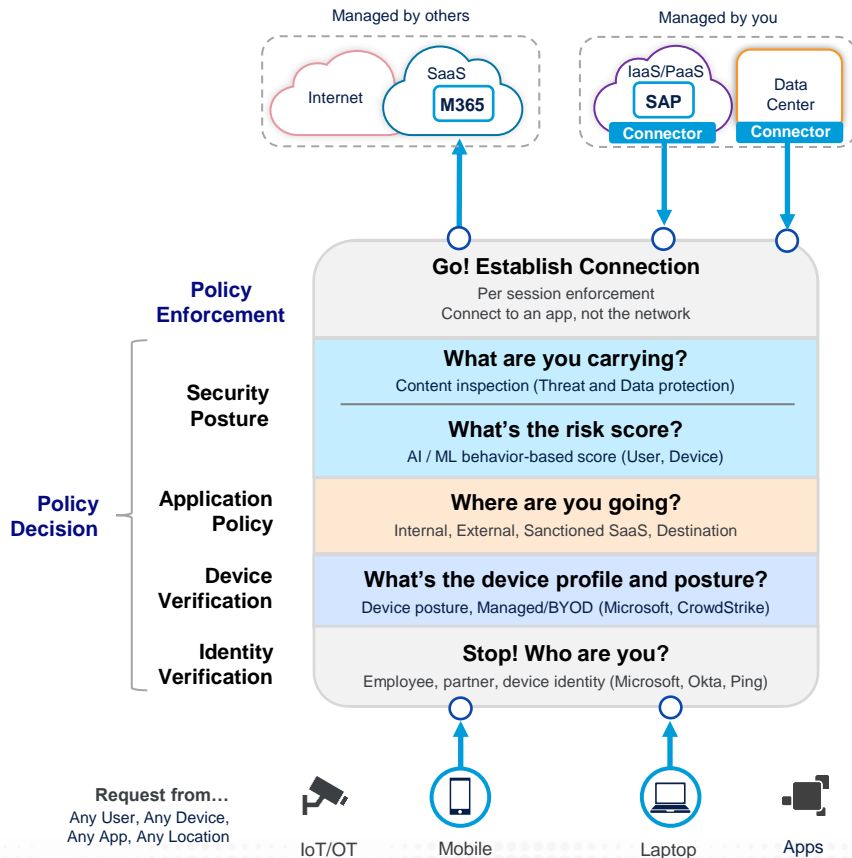 Managed by others
Managed by you
Internet
SaaS
M365
IaaS/PaaS
SAP
Connector
Data
Center
Connector
Policy
Enforcement
Go! Establish Connection
Per session enforcement
Connect to an app, not the network
Security
Posture
What are you carrying?
Content inspection (Threat and Data protection)
What's the risk score?
AI / ML behavior-based score (User, Device)
Policy
Decision
Application
Policy
Where are you going?
Internal, External, Sanctioned SaaS, Destination
Device
Verification
What's the device profile and posture?
Device posture, Managed/BYOD (Microsoft, CrowdStrike)
Identity
Verification
Stop! Who are you?
Employee, partner, device identity (Microsoft, Okta, Ping)
Request from…
Any User, Any Device,
Any App, Any Location
IoT/OT
Mobile
Laptop
Apps